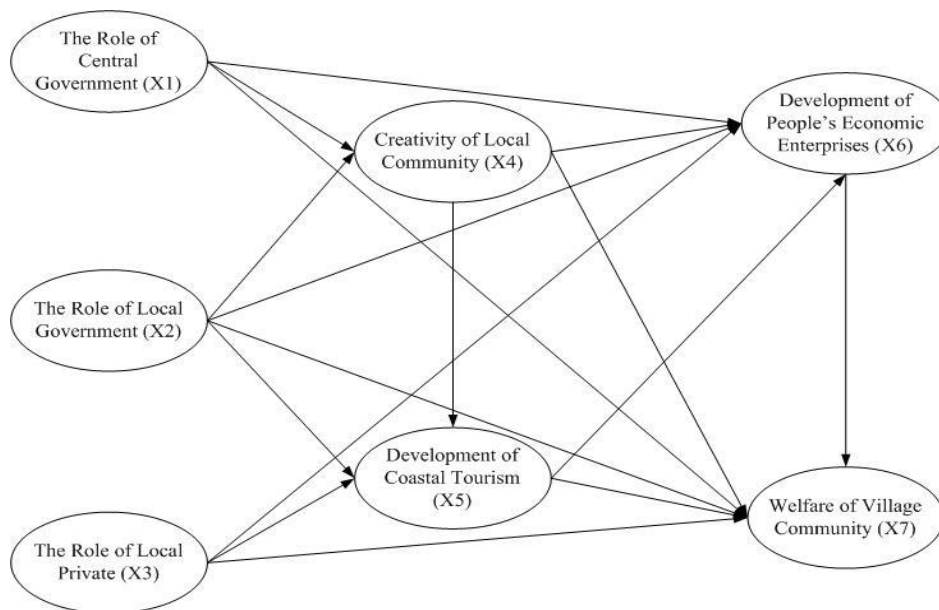 The Role of
Central
Government (X1)
Development of
People's Economic
Enterprises (X6)
Creativity of Local
Community (X4)
The Role of Local
Government (X2)
Development of
Coastal Tourism
(X5)
Welfare of Village
Community (X7)
The Role of Local
Private (X3)